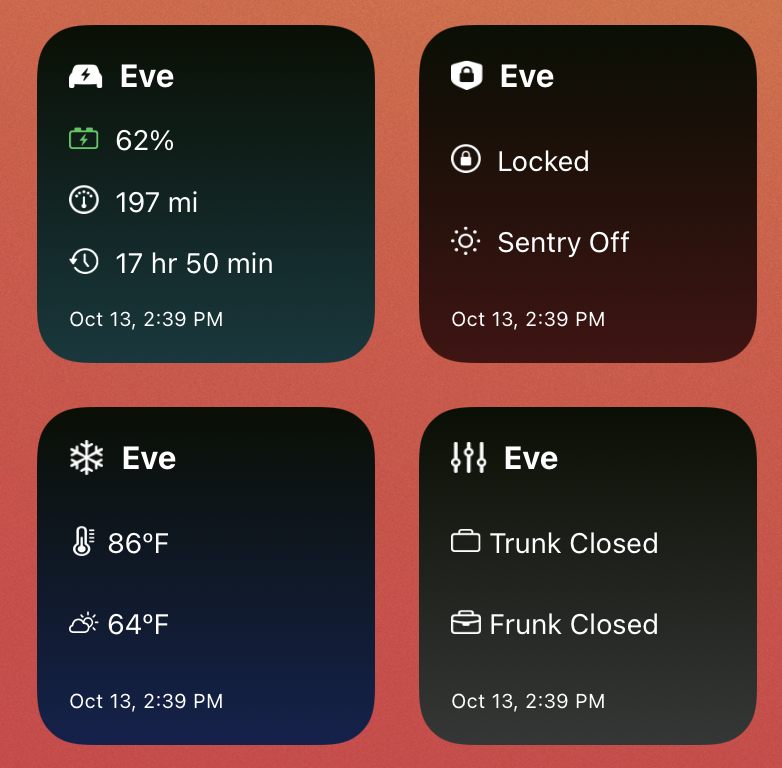 Eve
62%
197 mi
17 hr 50 min
Oct 13, 2:39 PM
Eve
Locked
Sentry Off
Oct 13, 2:39 PM
Eve
86°F
64°F
Oct 13, 2:39 PM
Eve
Trunk Closed
Frunk Closed
Oct 13, 2:39 PM